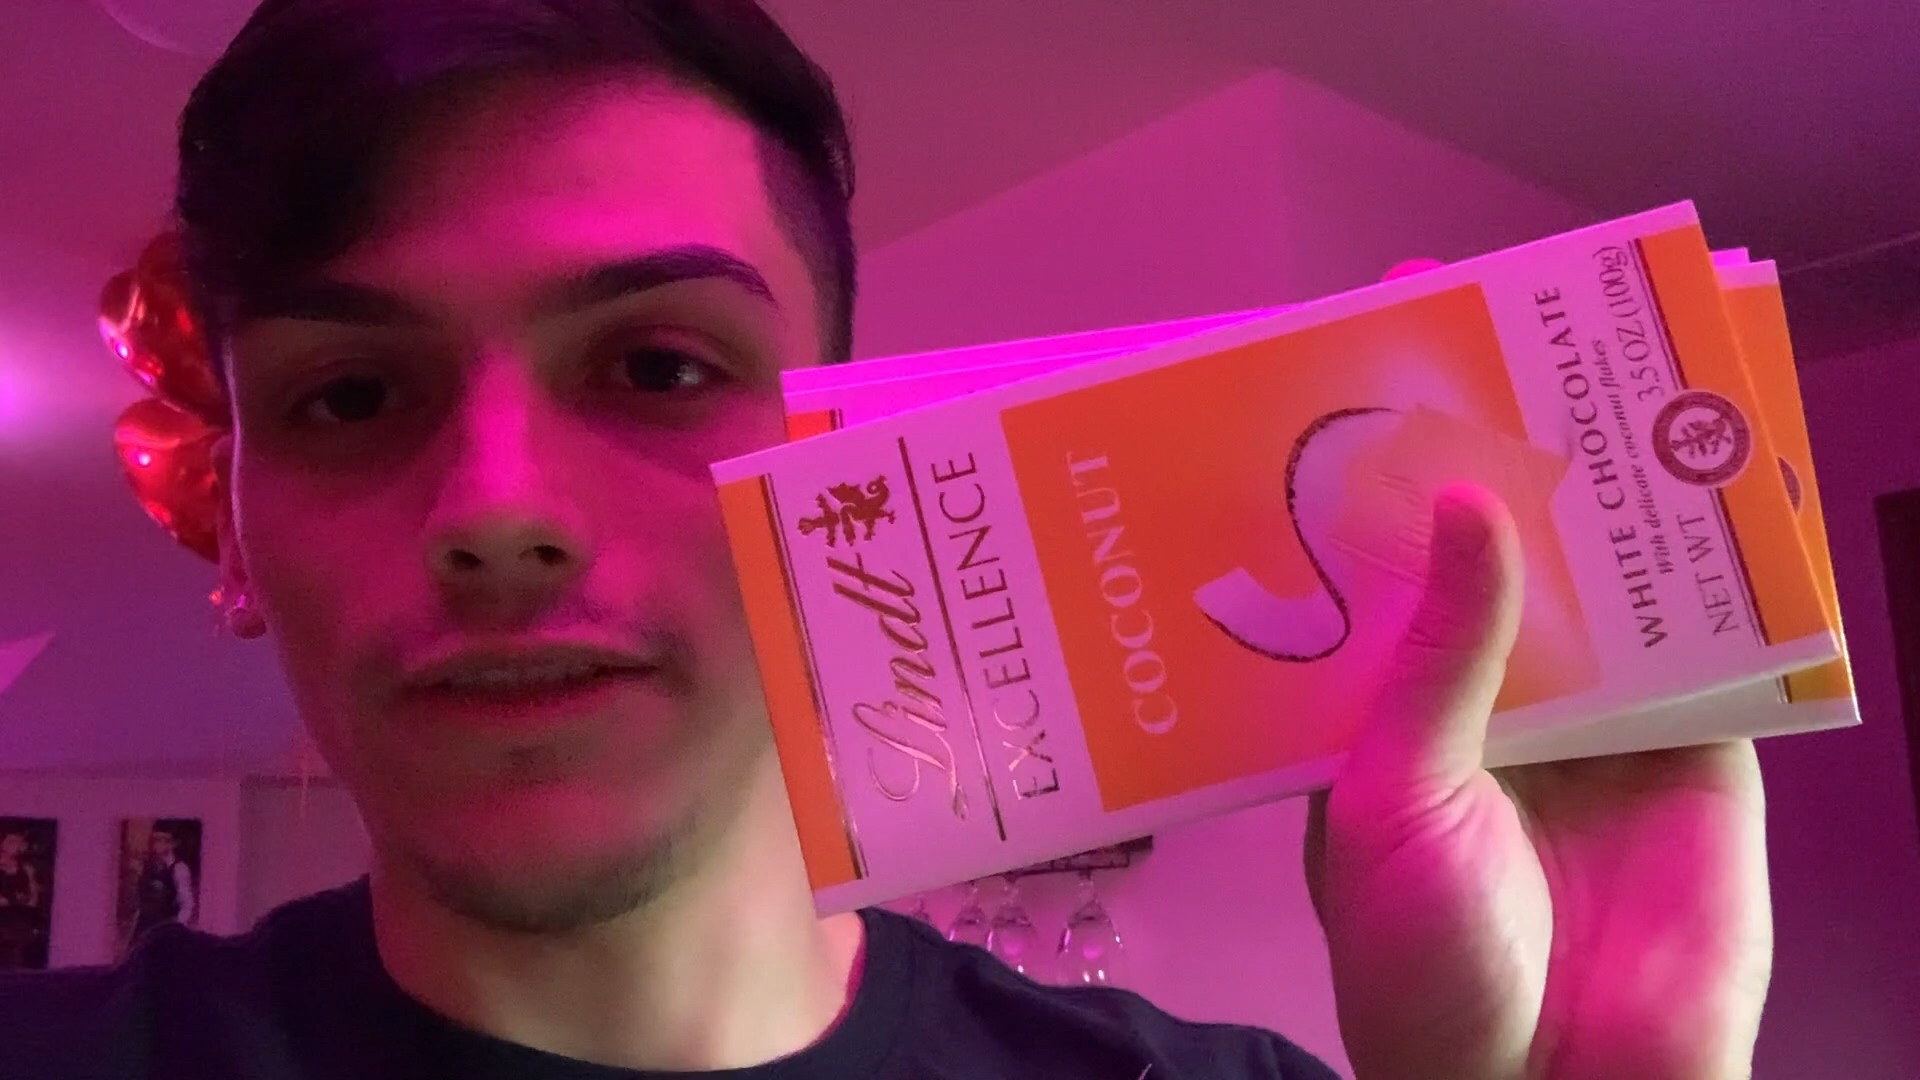 Lindt
EXCELLENCE
COCONUT
WHITE CHOCOLATE
With delicate coconut flakes
NET WT 3.5 OZ (100g)